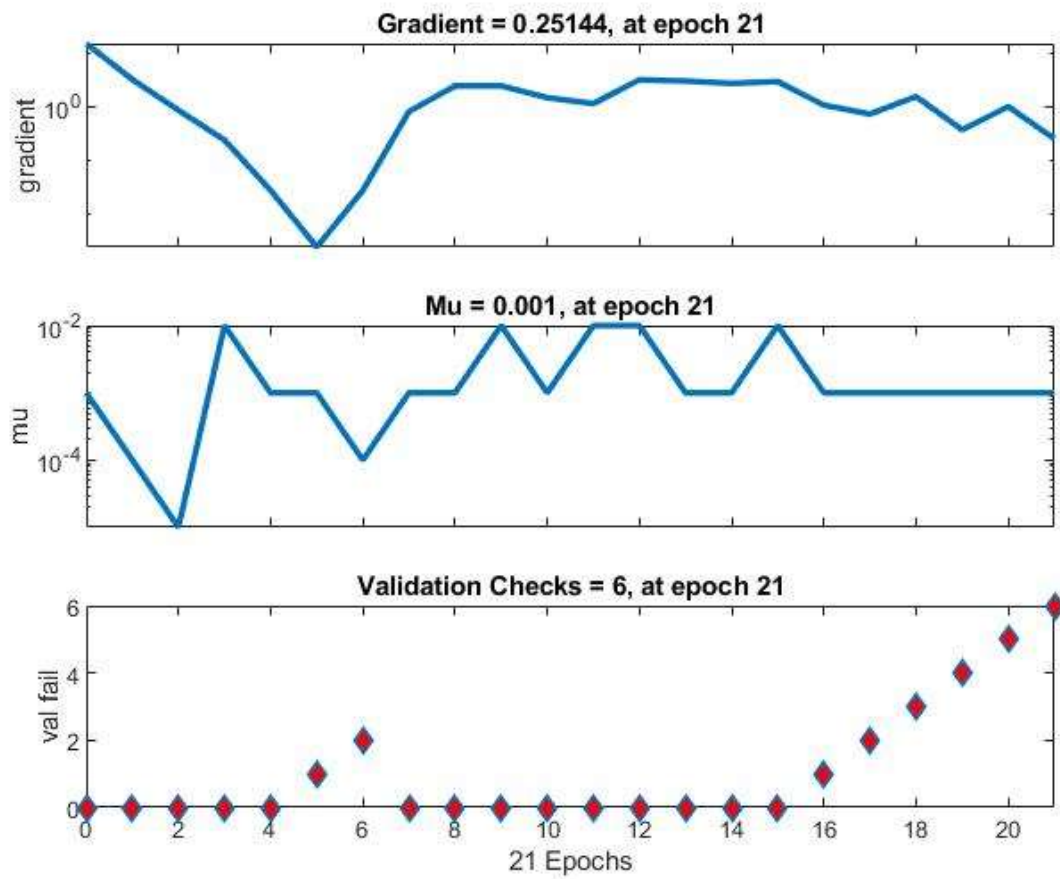 Gradient = 0.25144, at epoch 21
10^0
gradient
Mu = 0.001, at epoch 21
10^-2
10^-4
mu
Validation Checks = 6, at epoch 21
6
4
2
0
val fail
0 2 4 6 8 10 12 14 16 18 20
21 Epochs